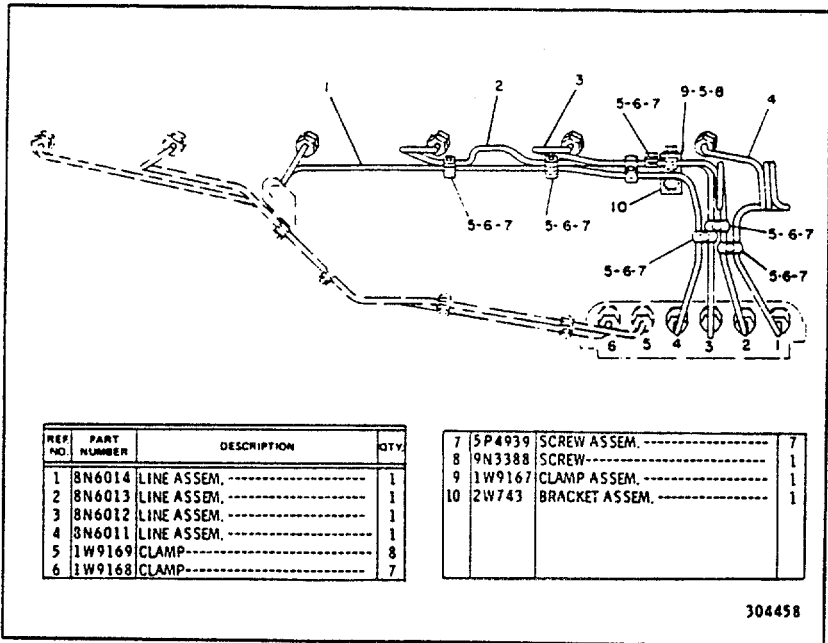 1
2
3
5-6-7
9-5-8
4
5-6-7
5-6-7
10
5-6-7
5-6-7
5-6-7
6 5 4 3 2 1
REF. NO. PART NUMBER DESCRIPTION QTY.
1 8N6014 LINE ASSEM. 1
2 8N6013 LINE ASSEM. 1
3 8N6012 LINE ASSEM. 1
4 8N6011 LINE ASSEM. 1
5 1W9169 CLAMP 8
6 1W9168 CLAMP 7
7 5P4939 SCREW ASSEM. 7
8 9N3388 SCREW 1
9 1W9167 CLAMP ASSEM. 1
10 2W743 BRACKET ASSEM. 1
304458